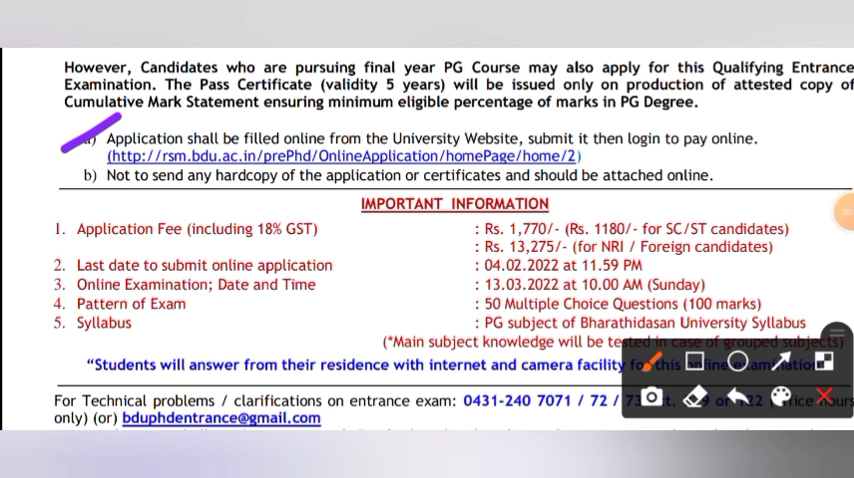 However, Candidates who are pursuing final year PG Course may also apply for this Qualifying Entrance
Examination. The Pass Certificate (validity 5 years) will be issued only on production of attested copy of
Cumulative Mark Statement ensuring minimum eligible percentage of marks in PG Degree.
Application shall be filled online from the University Website, submit it then login to pay online.
(http://rsm.bdu.ac.in/prePhd/OnlineApplication/homePage/home/2)
b) Not to send any hardcopy of the application or certificates and should be attached online.
IMPORTANT INFORMATION
1. Application Fee (including 18% GST) : Rs. 1,770/- (Rs. 1180/- for SC/ST candidates)
: Rs. 13,275/- (for NRI / Foreign candidates)
2. Last date to submit online application : 04.02.2022 at 11.59 PM
3. Online Examination; Date and Time : 13.03.2022 at 10.00 AM (Sunday)
4. Pattern of Exam : 50 Multiple Choice Questions (100 marks)
5. Syllabus : PG subject of Bharathidasan University Syllabus
(*Main subject knowledge will be tested in case of grouped subjects)
“Students will answer from their residence with internet and camera facility for this online examination
For Technical problems / clarifications on entrance exam: 0431-240 7071 / 72 / hours
only) (or) bduphdentrance@gmail.com